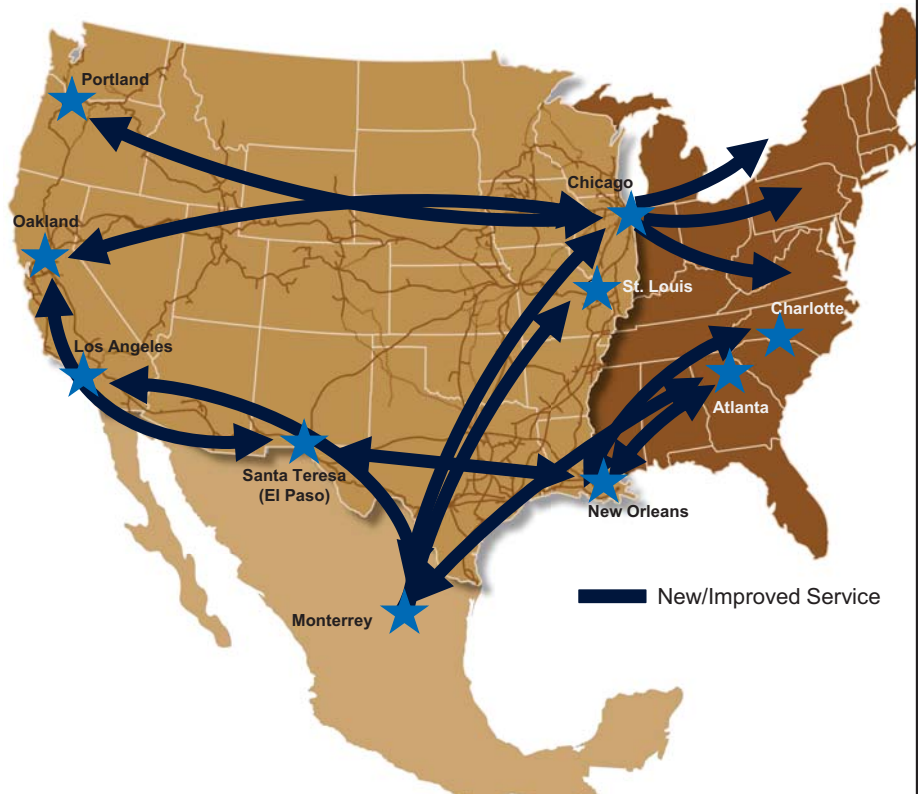 Portland
Chicago
Oakland
St. Louis
Charlotte
Los Angeles
Atlanta
Santa Teresa
(El Paso)
New Orleans
New/Improved Service
Monterrey